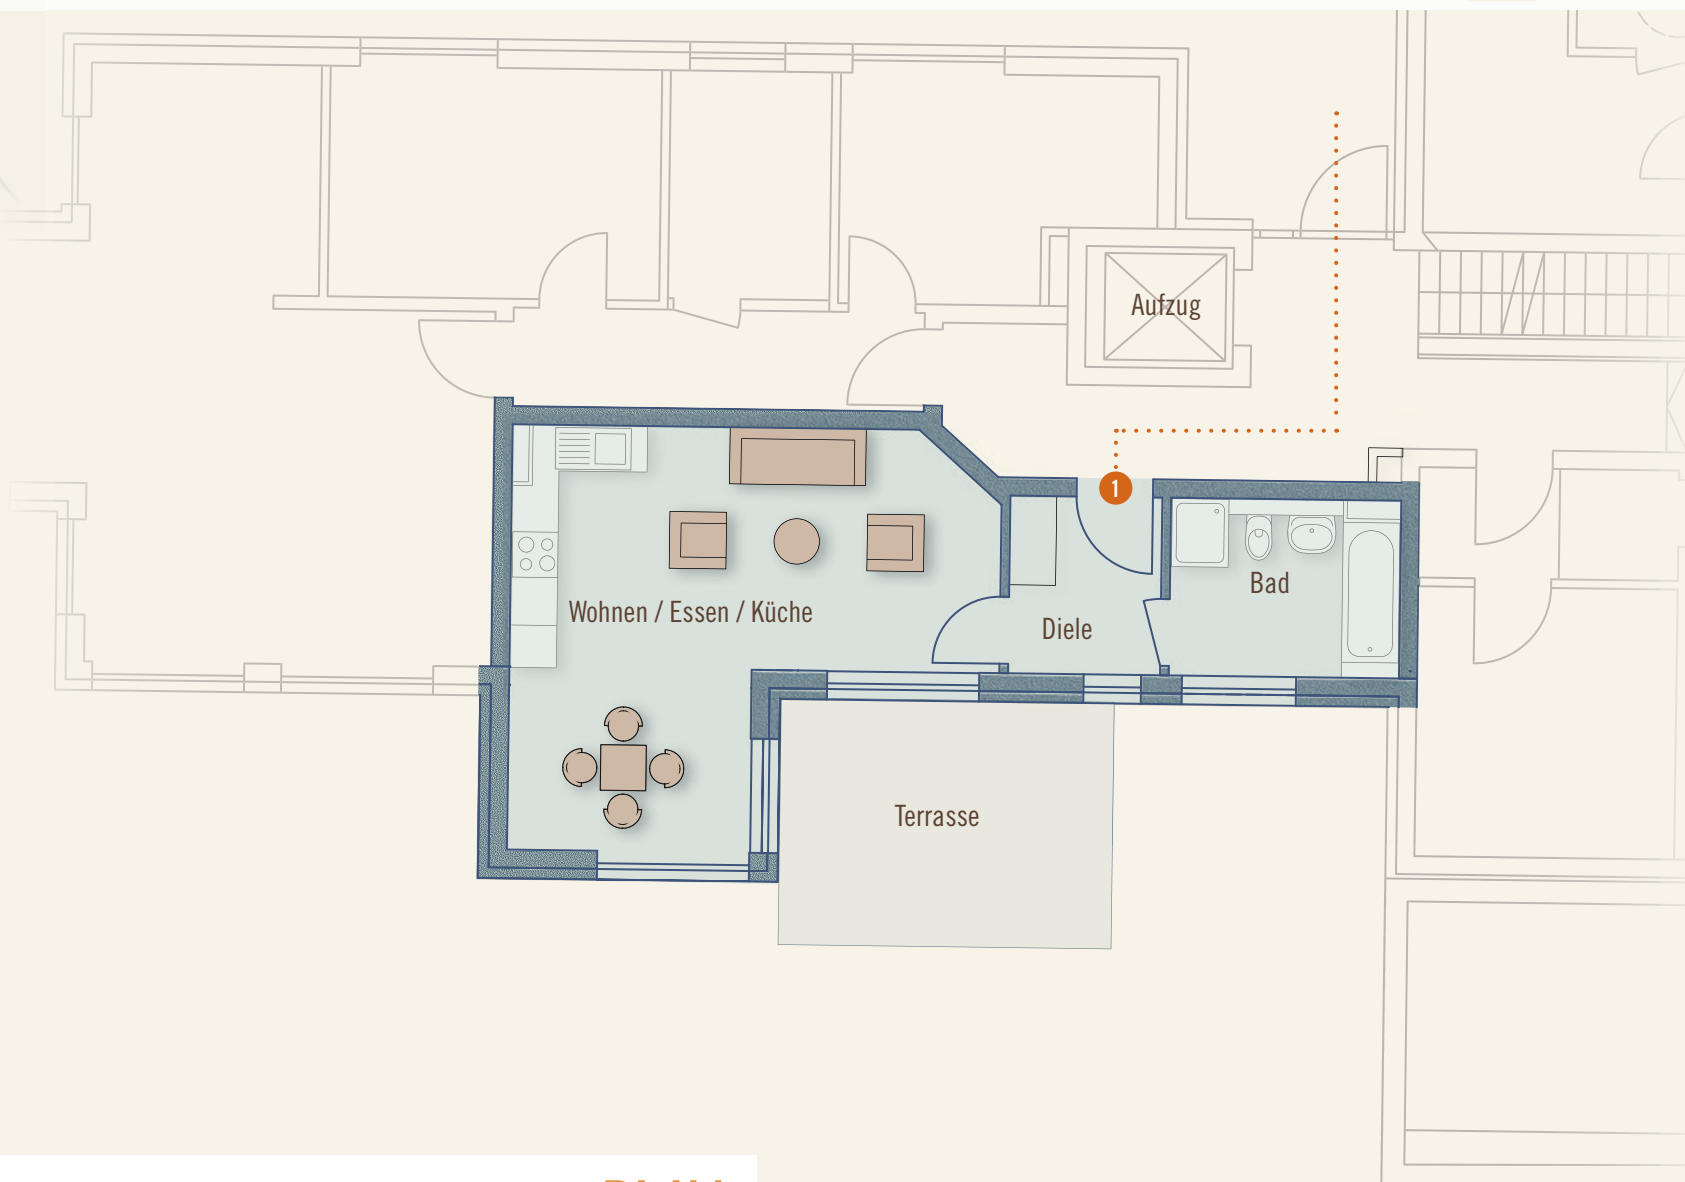 Aufzug
1
Bad
Wohnen / Essen / Küche
Diele
Terrasse